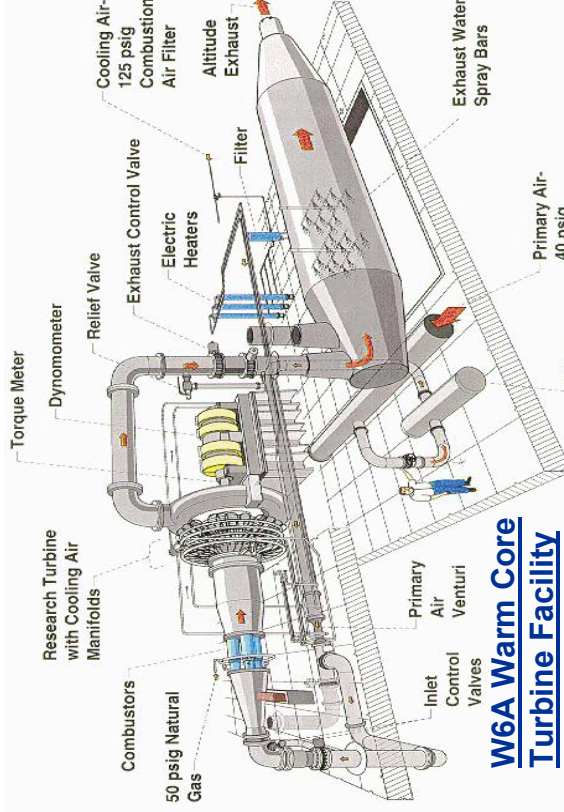 Torque Meter
Dynomometer
Relief Valve
Exhaust Control Valve
Electric
Heaters
Filter
Cooling Air-
125 psig
Combustion
Air Filter
Altitude
Exhaust
Exhaust Water
Spray Bars
Primary Air-
40 psig
Research Turbine
with Cooling Air
Manifolds
Combustors
50 psig Natural
Gas
Inlet
Control
Valves
Primary
Air
Venturi
W6A Warm Core
Turbine Facility